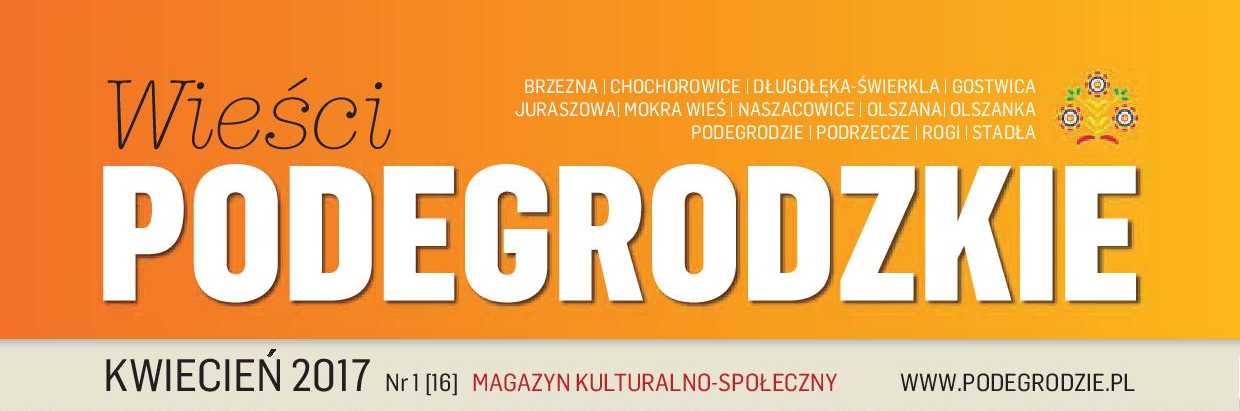 Wieści
BRZEZNA | CHOCHOROWICE | DŁUGOŁĘKA-ŚWIERKLA | GOSTWICA
JURASZOWA| MOKRA WIEŚ | NASZACOWICE | OLSZANA| OLSZANKA
PODEGRODZIE | PODRZECZE | ROGI | STADŁA
PODEGRODZKIE
KWIECIEŃ 2017 Nr 1 [16] MAGAZYN KULTURALNO-SPOŁECZNY WWW.PODEGRODZIE.PL